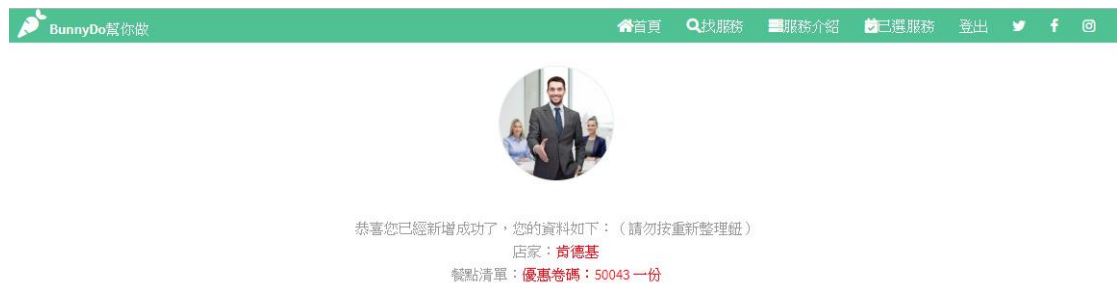 BunnyDo幫你做 首頁 找服務 服務介紹 已選服務 登出
恭喜您已經新增成功了，您的資料如下：（請勿按重新整理鈕）
店家：肯德基
餐點清單：優惠卷碼：50043 一份